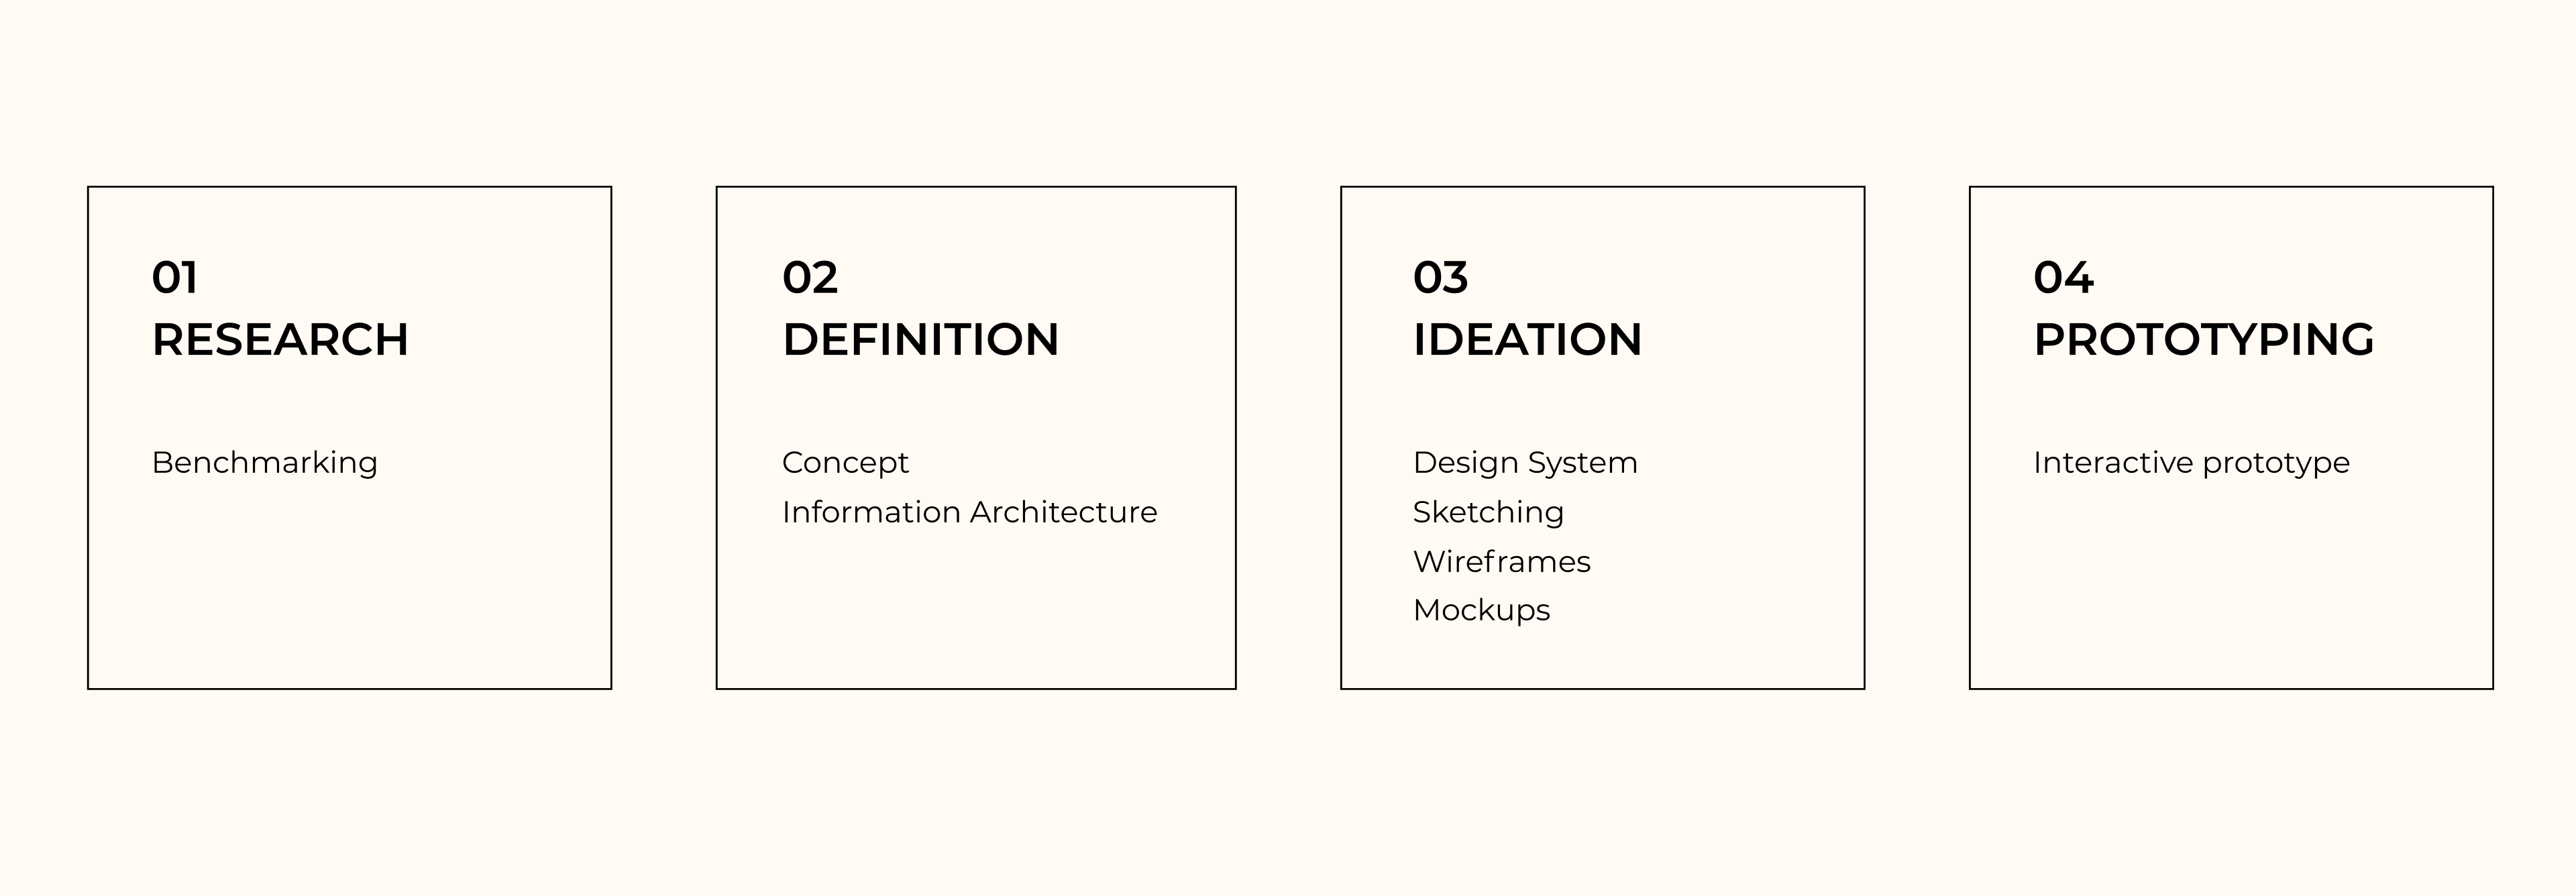 01
RESEARCH
Benchmarking
02
DEFINITION
Concept
Information Architecture
03
IDEATION
Design System
Sketching
Wireframes
Mockups
04
PROTOTYPING
Interactive prototype